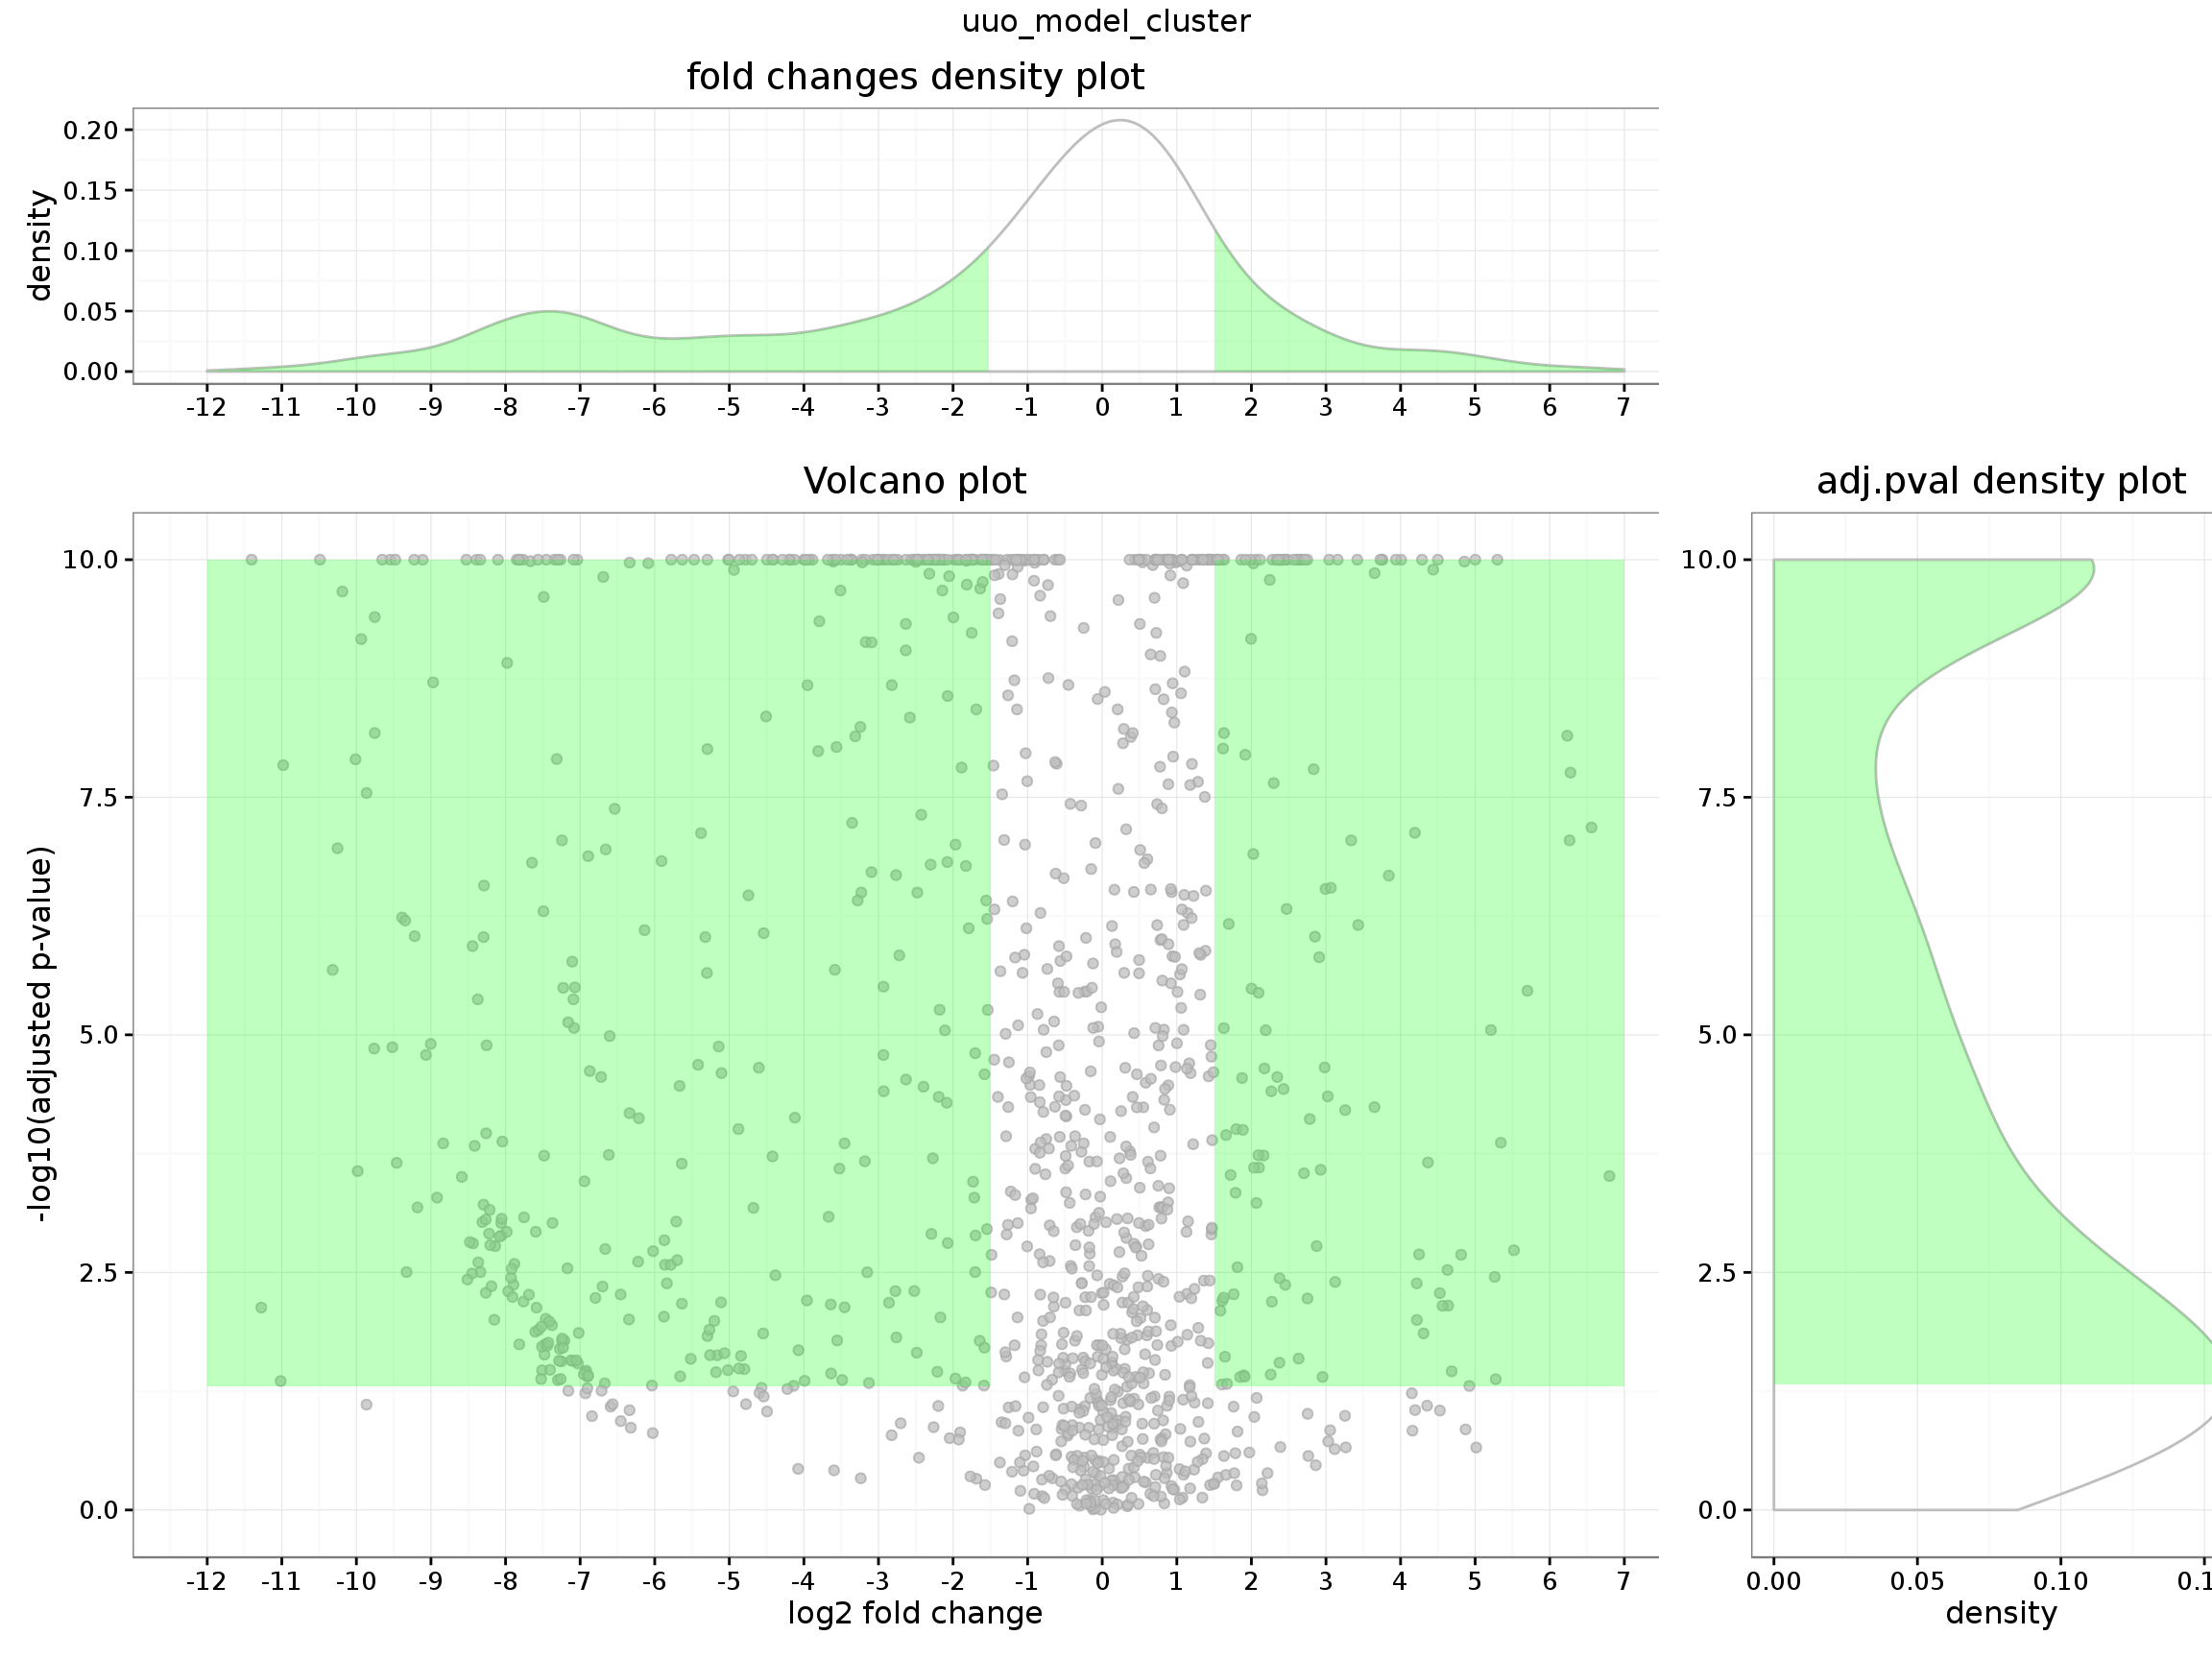 uuo_model_cluster
fold changes density plot
density
0.20
0.15
0.10
0.05
0.00
-12 -11 -10 -9 -8 -7 -6 -5 -4 -3 -2 -1 0 1 2 3 4 5 6 7
Volcano plot
-log10(adjusted p-value)
10.0
7.5
5.0
2.5
0.0
-12 -11 -10 -9 -8 -7 -6 -5 -4 -3 -2 -1 0 1 2 3 4 5 6 7
log2 fold change
adj.pval density plot
10.0
7.5
5.0
2.5
0.0
0.00 0.05 0.10
density